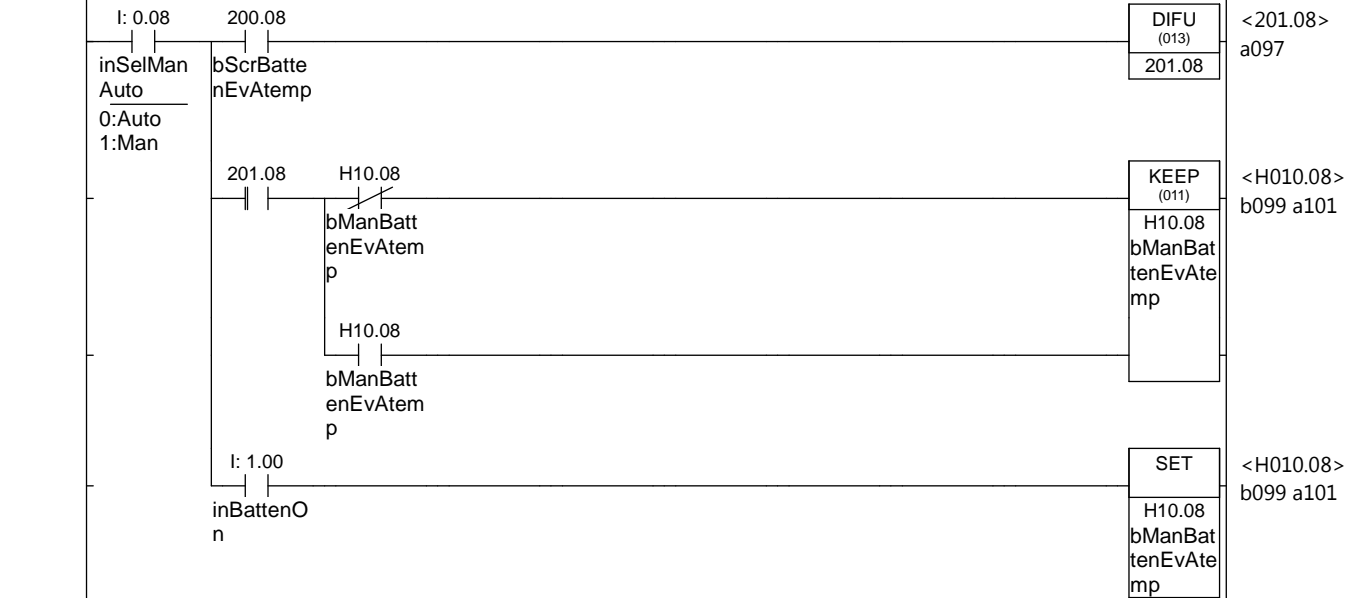 I: 0.08
200.08
DIFU
<201.08>
(013)
a097
inSelMan
bScrBatte
201.08
Auto
nEvAtemp
0:Auto
1:Man
201.08
H10.08
KEEP
<H010.08>
(011)
b099 a101
bManBatt
H10.08
enEvAtem
bManBat
p
tenEvAte
mp
H10.08
bManBatt
enEvAtem
p
I: 1.00
SET
<H010.08>
b099 a101
inBattenO
H10.08
n
bManBat
tenEvAte
mp